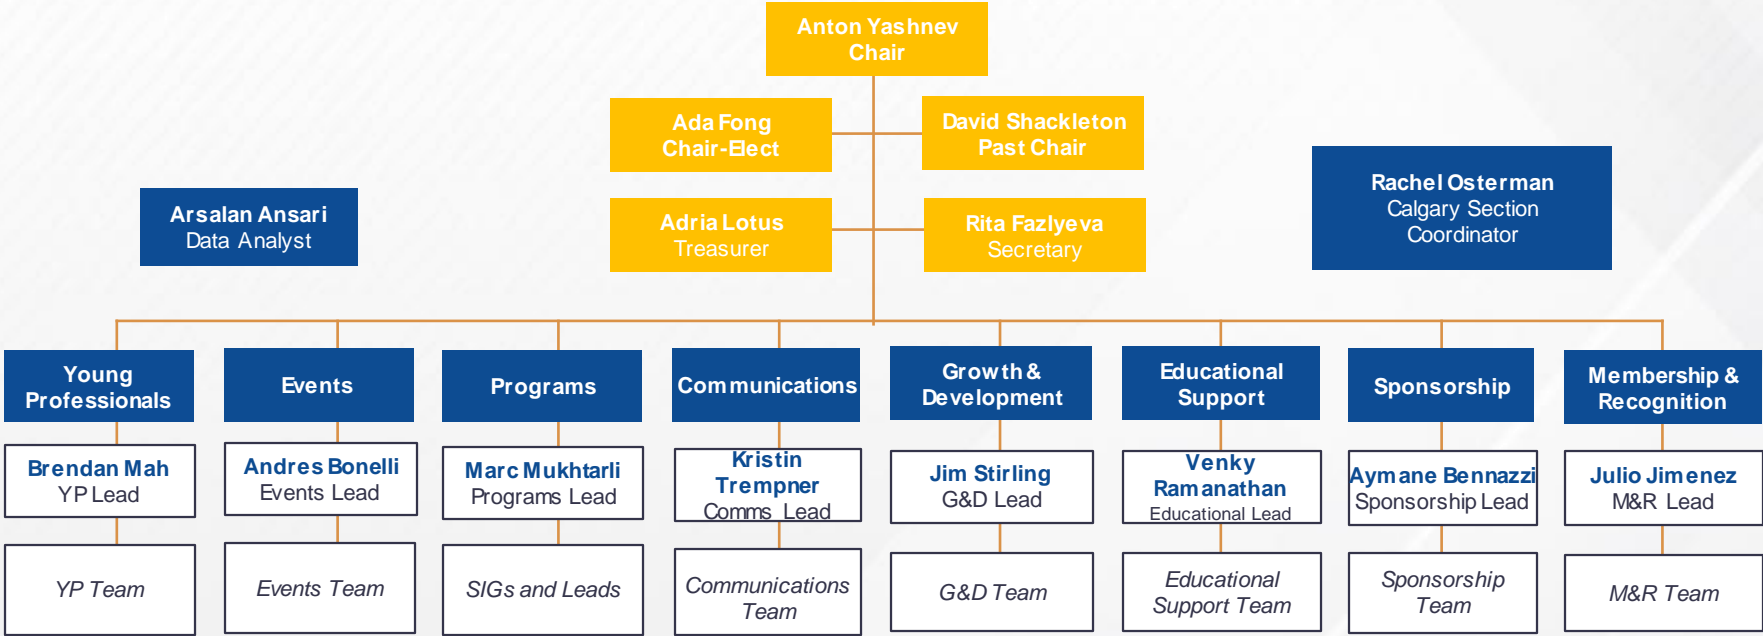 Anton Yashnev
Chair
Ada Fong
Chair-Elect
David Shackleton
Past Chair
Arsalan Ansari
Data Analyst
Adria Lotus
Treasurer
Rita Fazlyeva
Secretary
Rachel Osterman
Calgary Section
Coordinator
Young
Professionals
Events
Programs
Communications
Growth &
Development
Educational
Support
Sponsorship
Membership &
Recognition
Brendan Mah
YP Lead
Andres Bonelli
Events Lead
Marc Mukhtarli
Programs Lead
Kristin
Trempner
Comms Lead
Jim Stirling
G&D Lead
Venky
Ramanathan
Educational Lead
Aymane Bennazzi
Sponsorship Lead
Julio Jimenez
M&R Lead
YP Team
Events Team
SIGs and Leads
Communications
Team
G&D Team
Educational
Support Team
Sponsorship
Team
M&R Team